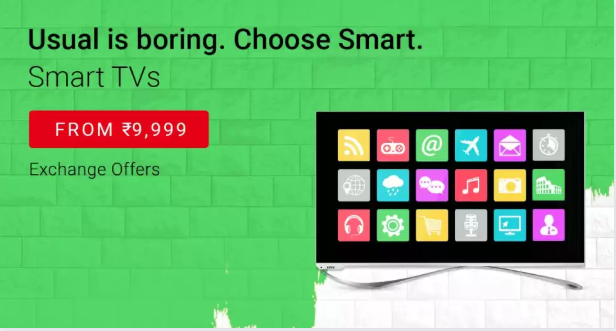 Usual is boring. Choose Smart.
Smart TVs
FROM ₹9,999
Exchange Offers
@